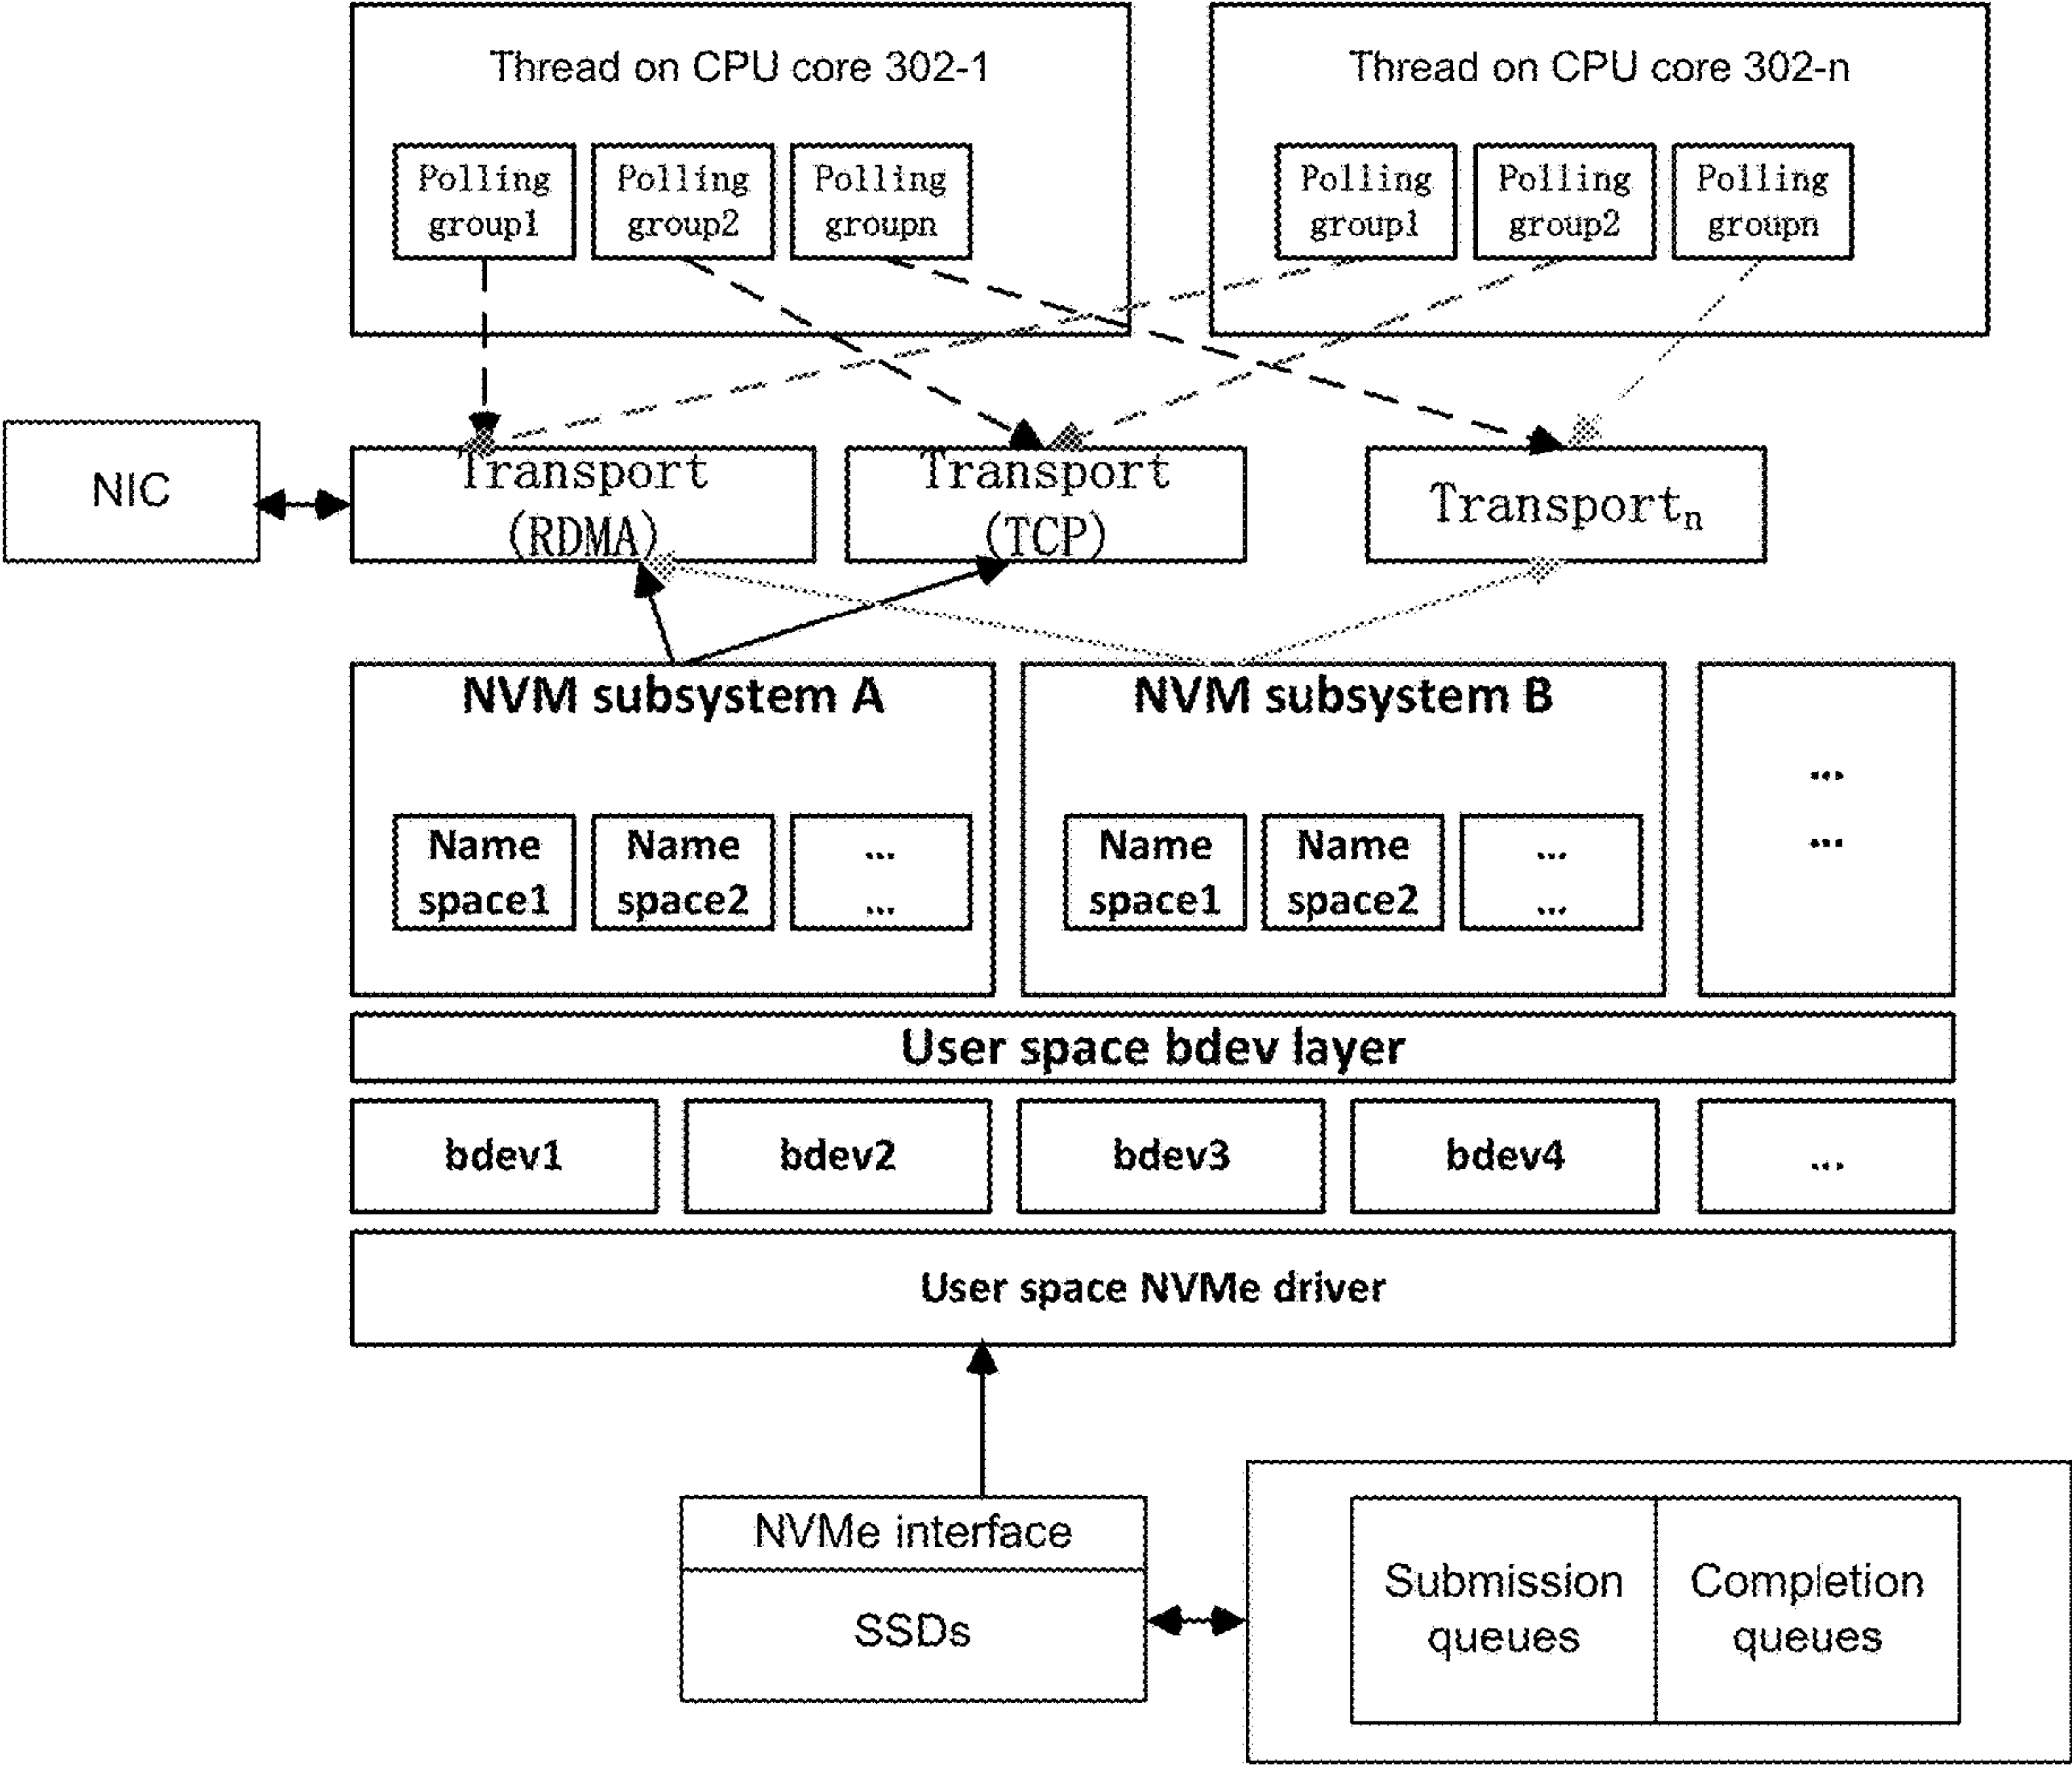 Thread on CPU core 302-1
Thread on CPU core 302-n
Polling
group1
Polling
group2
Polling
groupn
Polling
group1
Polling
group2
Polling
groupn
NIC
Transport
(RDMA)
Transport
(TCP)
Transportn
NVM subsystem A
NVM subsystem B
...
...
Name
space1
Name
space2
...
...
Name
space1
Name
space2
...
...
User space bdev layer
bdev1
bdev2
bdev3
bdev4
...
User space NVMe driver
NVMe interface
SSDs
Submission
queues
Completion
queues